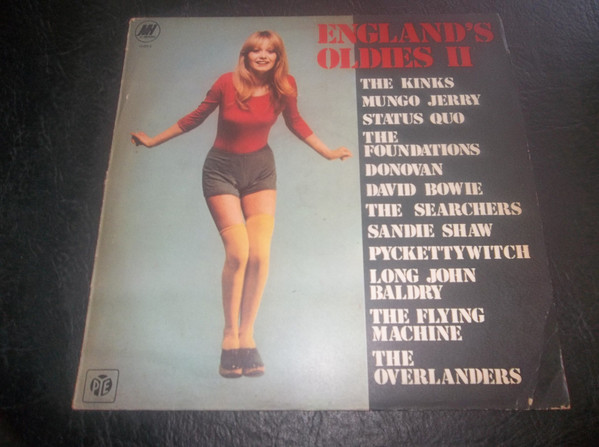 ENGLAND'S
OLDIES II
THE KINKS
MUNGO JERRY
STATUS QUO
THE
FOUNDATIONS
DONOVAN
DAVID BOWIE
THE SEARCHERS
SANDIE SHAW
PYCKETTYWITCH
LONG JOHN
BALDRY
THE FLYING
MACHINE
THE
OVERLANDERS
PYE